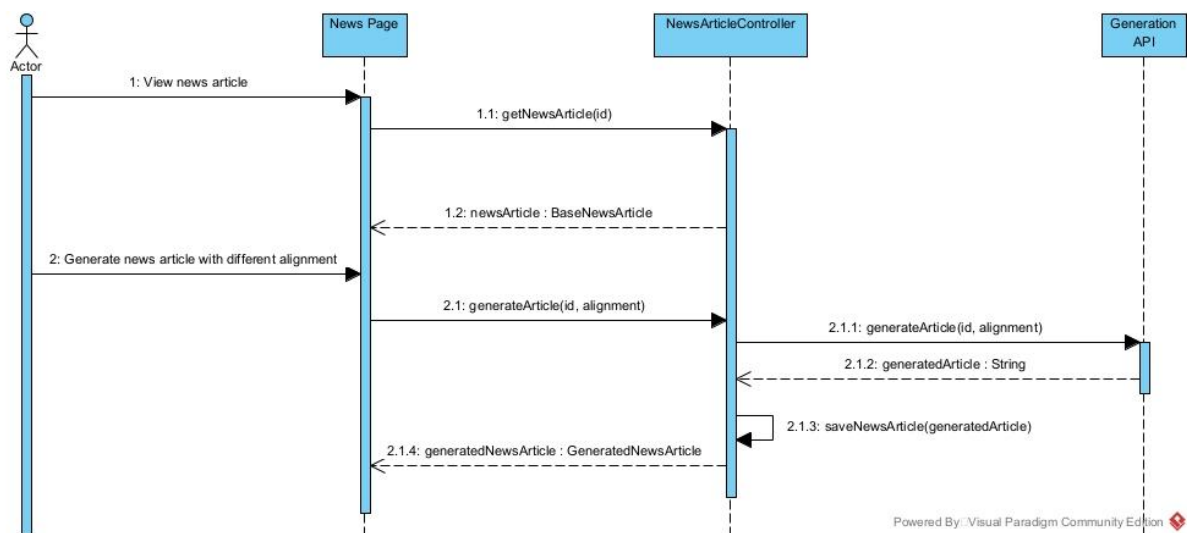 News Page
NewsArticleController
Generation
API
Actor
1: View news article
1.1: getNewsArticle(id)
1.2: newsArticle : BaseNewsArticle
2: Generate news article with different alignment
2.1: generateArticle(id, alignment)
2.1.1: generateArticle(id, alignment)
2.1.2: generatedArticle : String
2.1.3: saveNewsArticle(generatedArticle)
2.1.4: generatedNewsArticle : GeneratedNewsArticle
Powered By Visual Paradigm Community Edition